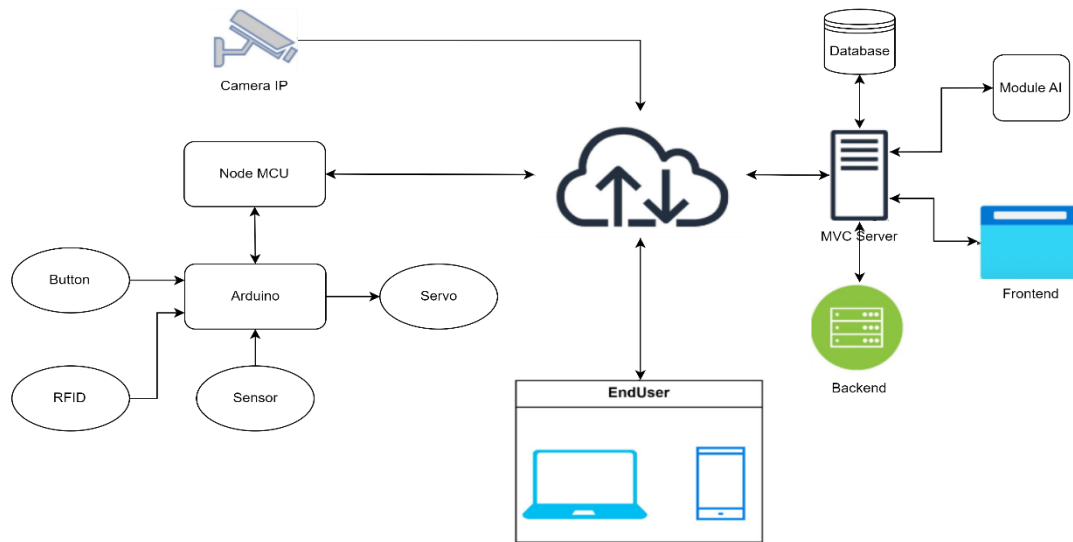 Database
Camera IP
Module AI
Node MCU
MVC Server
Button
Arduino
Servo
Frontend
RFID
Sensor
Backend
EndUser